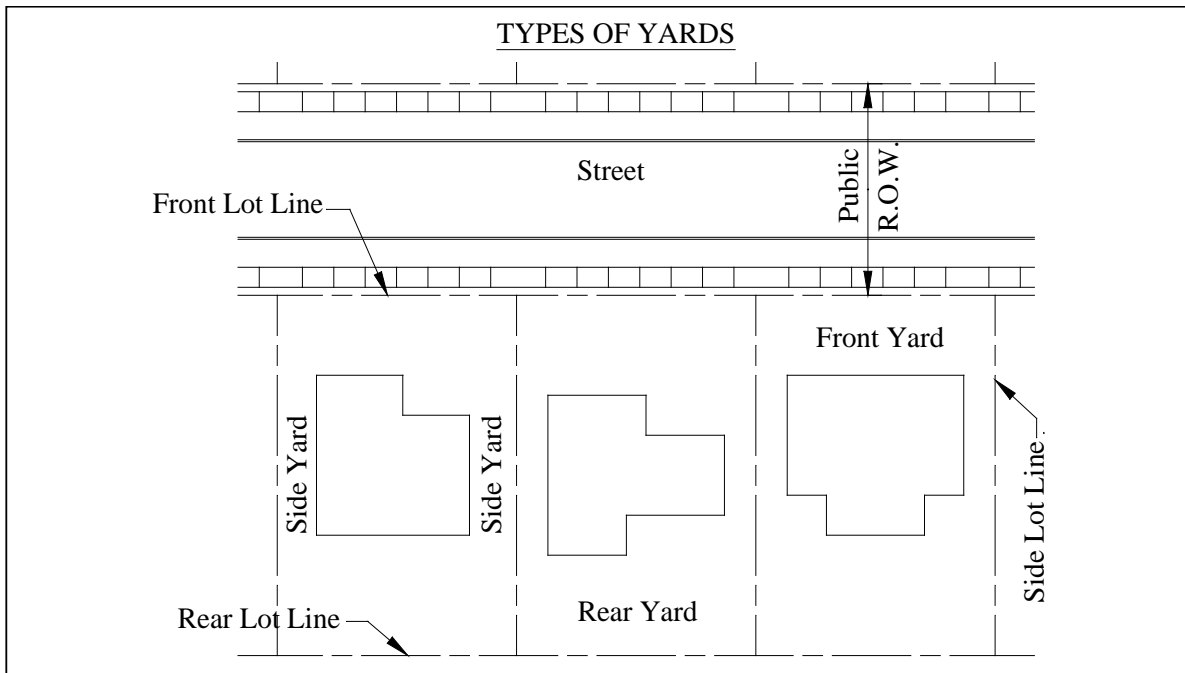 TYPES OF YARDS
Street
Public
R.O.W.
Front Lot Line
Front Yard
Side Yard
Side Yard
Side Lot Line
Rear Yard
Rear Lot Line